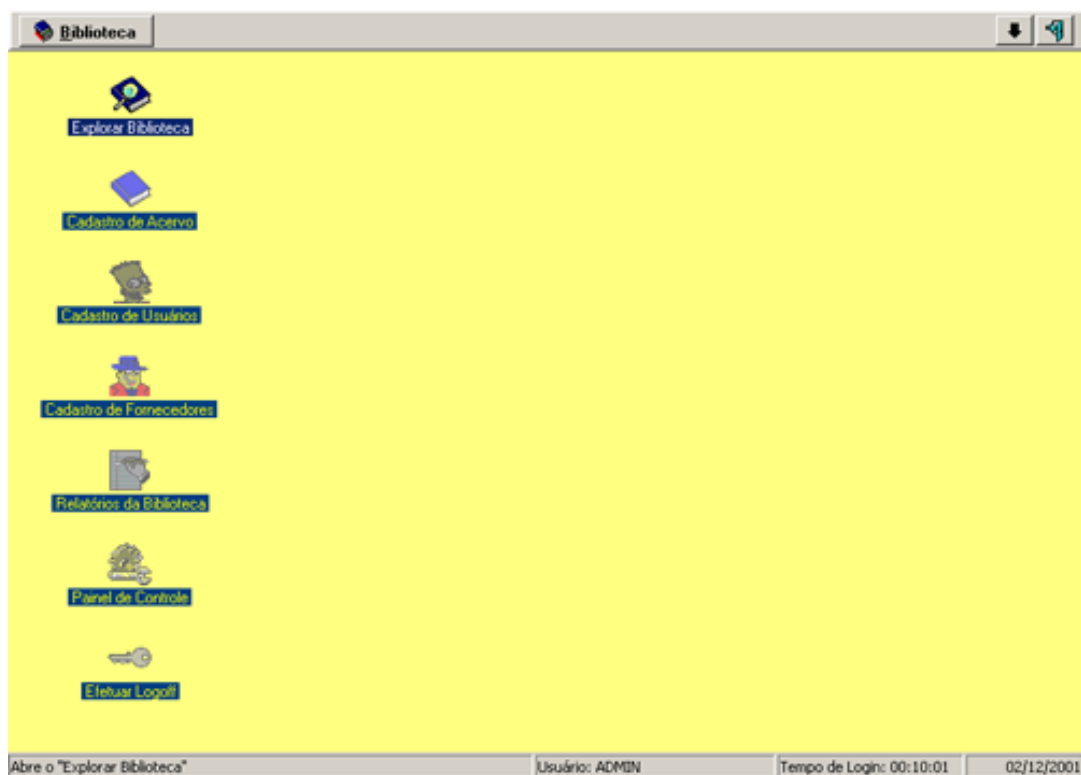 Biblioteca
Explorar Biblioteca
Cadastro de Acervo
Cadastro de Usuários
Cadastro de Fornecedores
Relatórios da Biblioteca
Painel de Controle
Efetuar Logoff
Abre o "Explorar Biblioteca"
Usuário: ADMIN
Tempo de Login: 00:10:01
02/12/2001